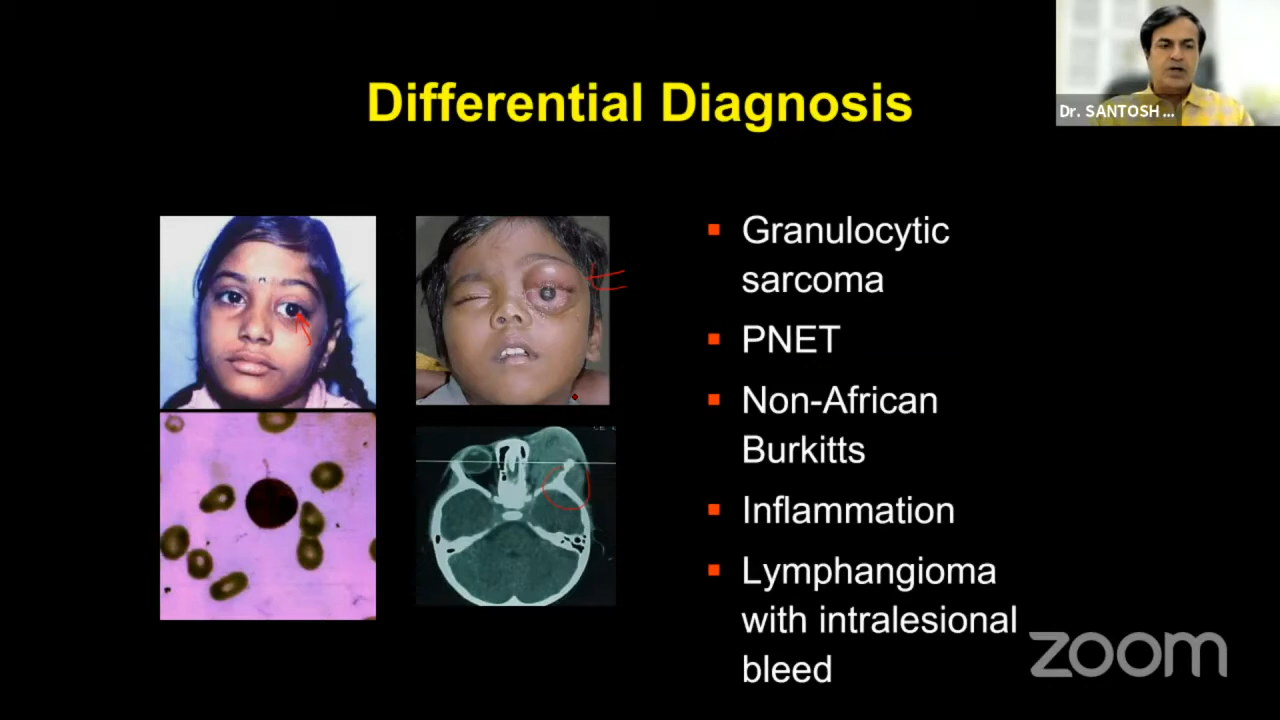 Dr. SANTOSH ...
Differential Diagnosis
Granulocytic
sarcoma
PNET
Non-African
Burkitts
Inflammation
Lymphangioma
with intralesional
bleed
zoom